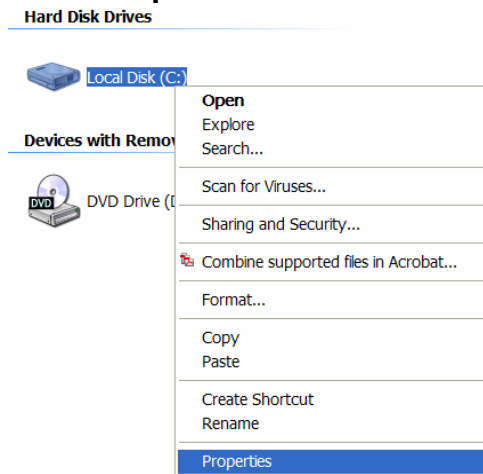 Hard Disk Drives
Local Disk (C:)
Open
Explore
Devices with Remov
Search...
DVD
DVD Drive (D
Scan for Viruses...
Sharing and Security...
Combine supported files in Acrobat...
Format...
Copy
Paste
Create Shortcut
Rename
Properties